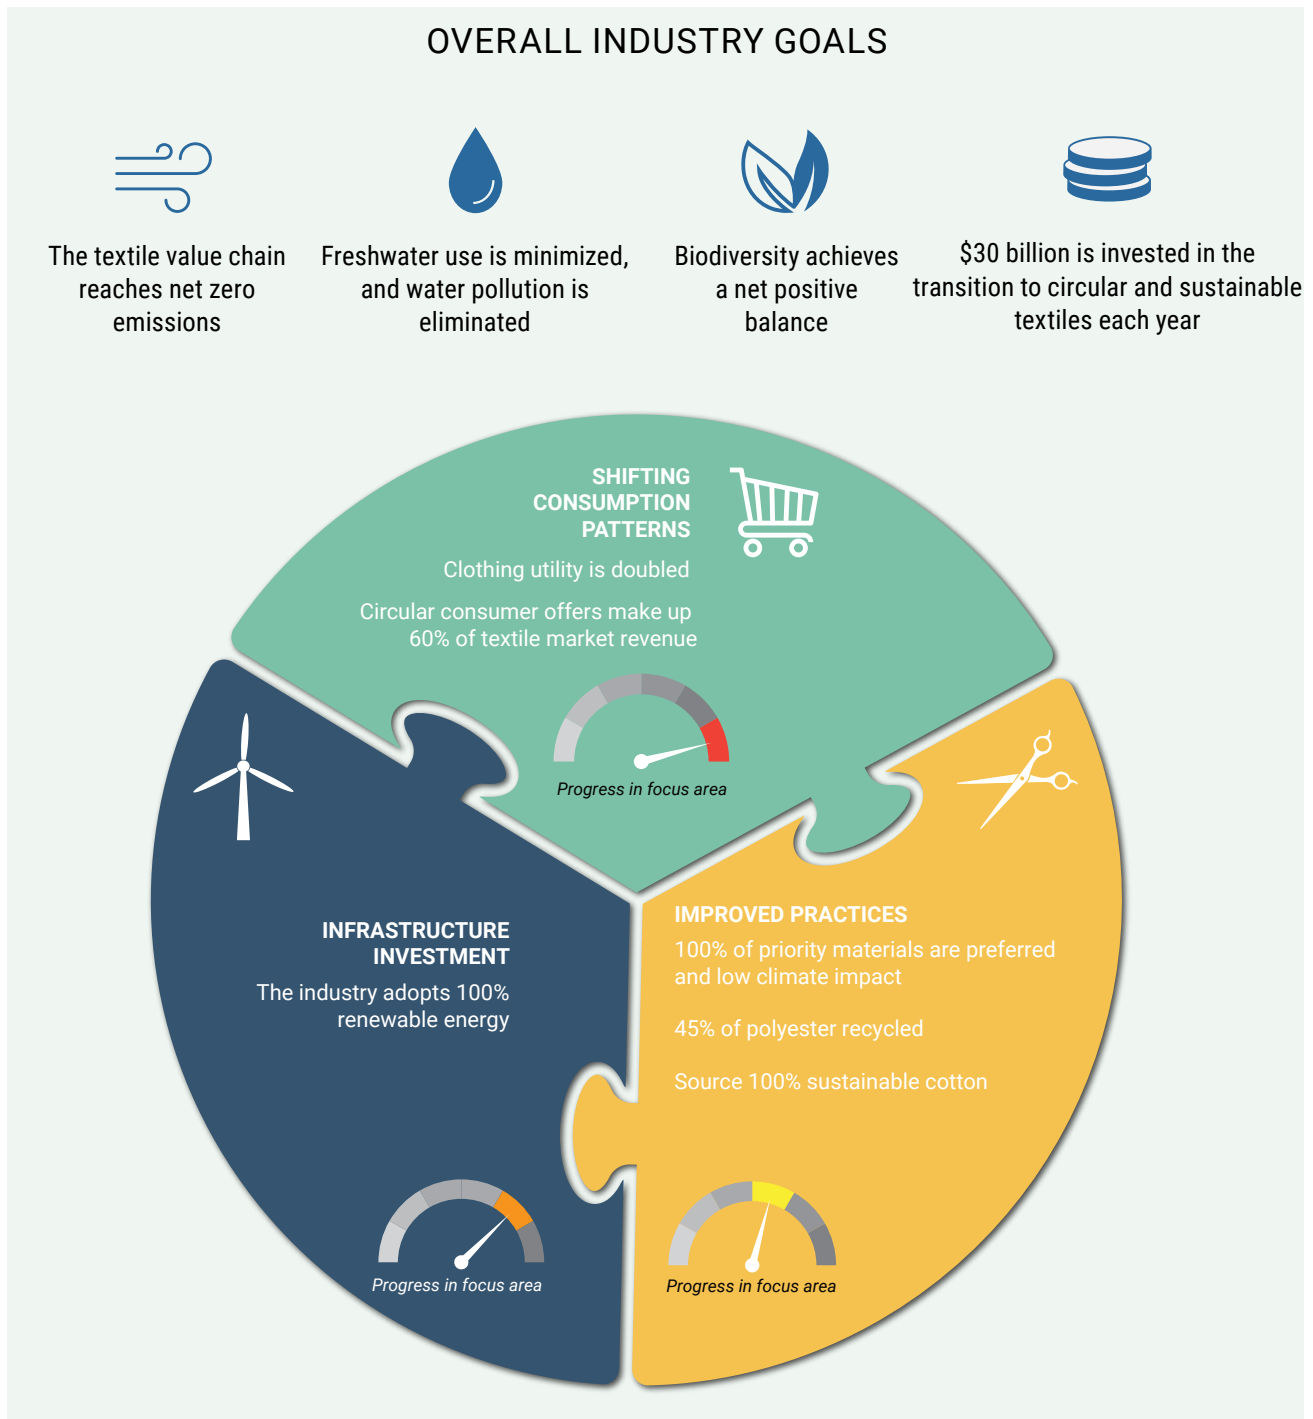 OVERALL INDUSTRY GOALS
The textile value chain
reaches net zero
emissions
Freshwater use is minimized,
and water pollution is
eliminated
Biodiversity achieves
a net positive
balance
$30 billion is invested in the
transition to circular and sustainable
textiles each year
SHIFTING
CONSUMPTION
PATTERNS
Clothing utility is doubled
Circular consumer offers make up
60% of textile market revenue
Progress in focus area
INFRASTRUCTURE
INVESTMENT
The industry adopts 100%
renewable energy
Progress in focus area
IMPROVED PRACTICES
100% of priority materials are preferred
and low climate impact
45% of polyester recycled
Source 100% sustainable cotton
Progress in focus area